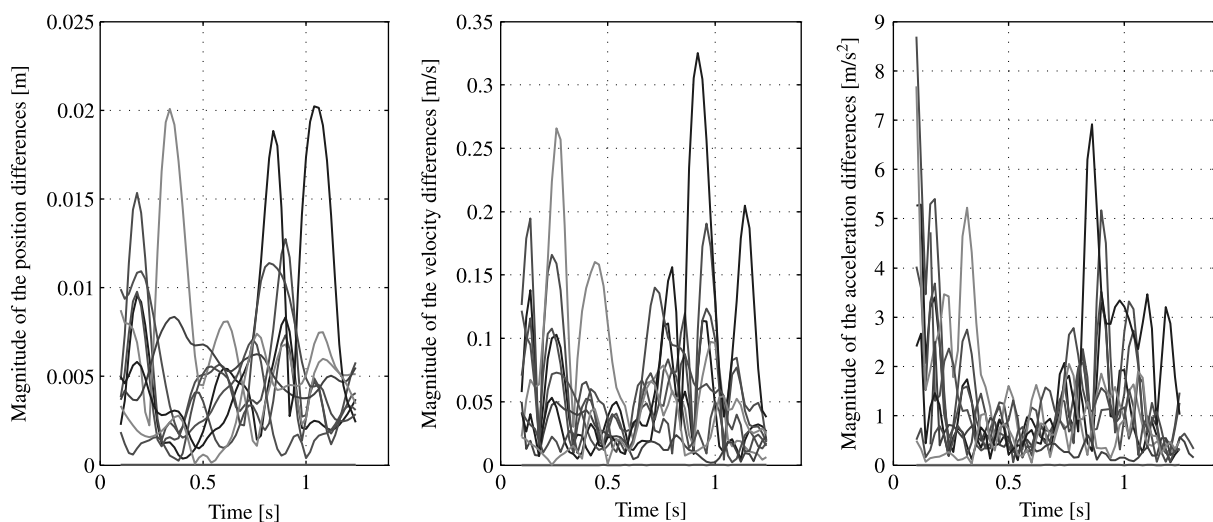 Magnitude of the position differences [m]
0.025
0.02
0.015
0.01
0.005
0
0 0.5 1
Time [s]
Magnitude of the velocity differences [m/s]
0.35
0.3
0.25
0.2
0.15
0.1
0.05
0
0 0.5 1
Time [s]
Magnitude of the acceleration differences [m/s²]
9
8
7
6
5
4
3
2
1
0
0 0.5 1
Time [s]